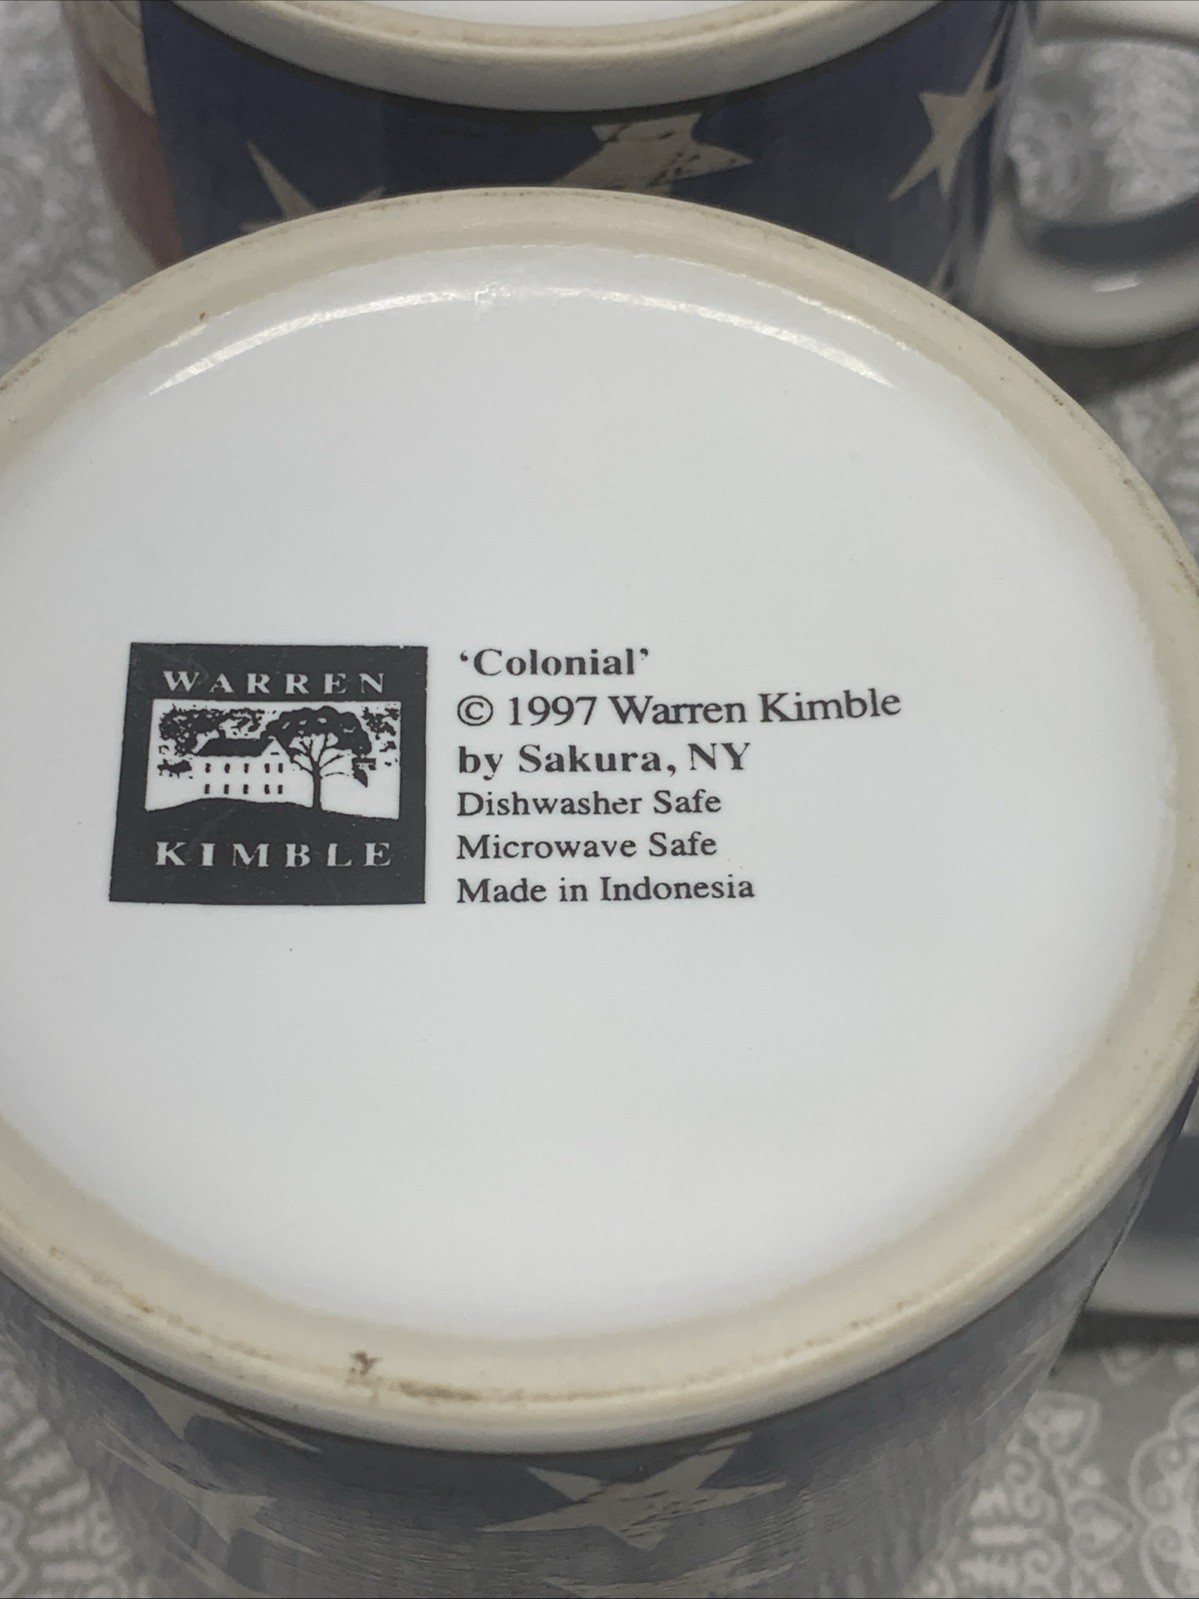 WARREN
KIMBLE
‘Colonial’
© 1997 Warren Kimble
by Sakura, NY
Dishwasher Safe
Microwave Safe
Made in Indonesia